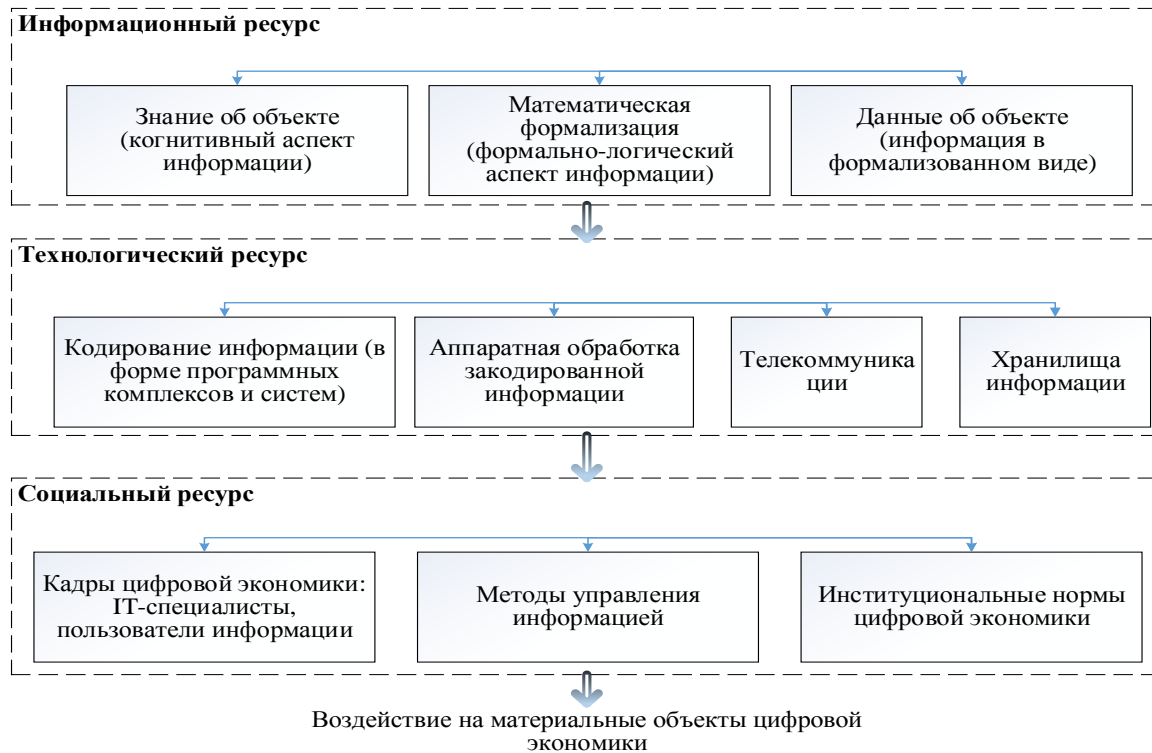 Информационный ресурс
Знание об объекте
(когнитивный аспект
информации)
Математическая
формализация
(формально-логический
аспект информации)
Данные об объекте
(информация в
формализованном виде)
Технологический ресурс
Кодирование информации (в
форме программных
комплексов и систем)
Аппаратная обработка
закодированной
информации
Телекоммуника
ции
Хранилища
информации
Социальный ресурс
Кадры цифровой экономики:
IT-специалисты,
пользователи информации
Методы управления
информацией
Институциональные нормы
цифровой экономики
Воздействие на материальные объекты цифровой
экономики